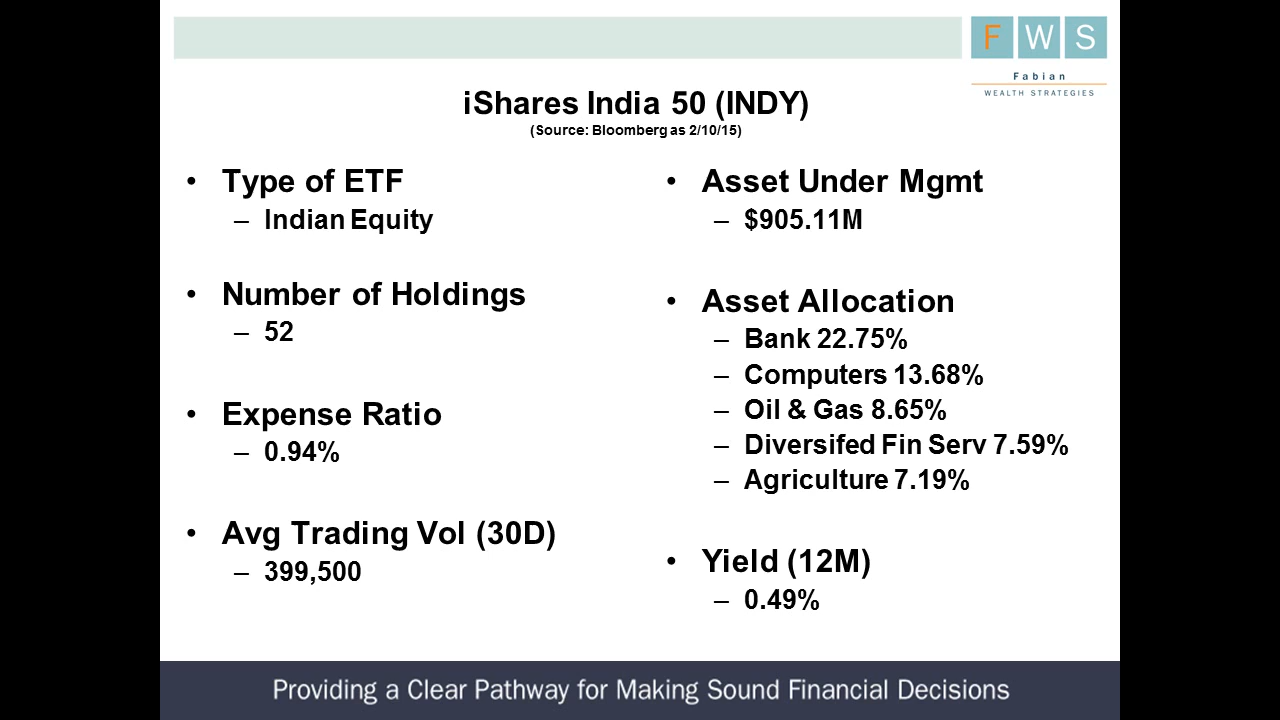 F W S
Fabian
WEALTH STRATEGIES
iShares India 50 (INDY)
(Source: Bloomberg as 2/10/15)
• Type of ETF
– Indian Equity
• Number of Holdings
– 52
• Expense Ratio
– 0.94%
• Avg Trading Vol (30D)
– 399,500
• Asset Under Mgmt
– $905.11M
• Asset Allocation
– Bank 22.75%
– Computers 13.68%
– Oil & Gas 8.65%
– Diversifed Fin Serv 7.59%
– Agriculture 7.19%
• Yield (12M)
– 0.49%
Providing a Clear Pathway for Making Sound Financial Decisions